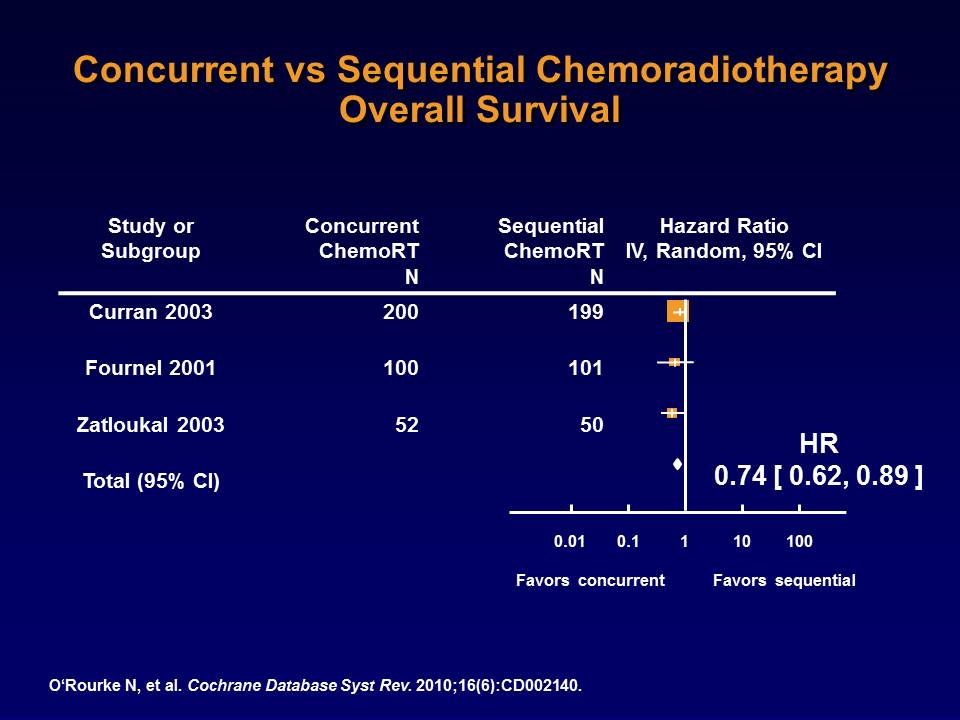 Concurrent vs Sequential Chemoradiotherapy
Overall Survival
Study or Concurrent Sequential Hazard Ratio
Subgroup ChemoRT ChemoRT IV, Random, 95% CI
N N
Curran 2003 200 199
Fournel 2001 100 101
Zatloukal 2003 52 50
HR
0.74 [ 0.62, 0.89 ]
Total (95% CI)
0.01 0.1 1 10 100
Favors concurrent Favors sequential
O‘Rourke N, et al. Cochrane Database Syst Rev. 2010;16(6):CD002140.